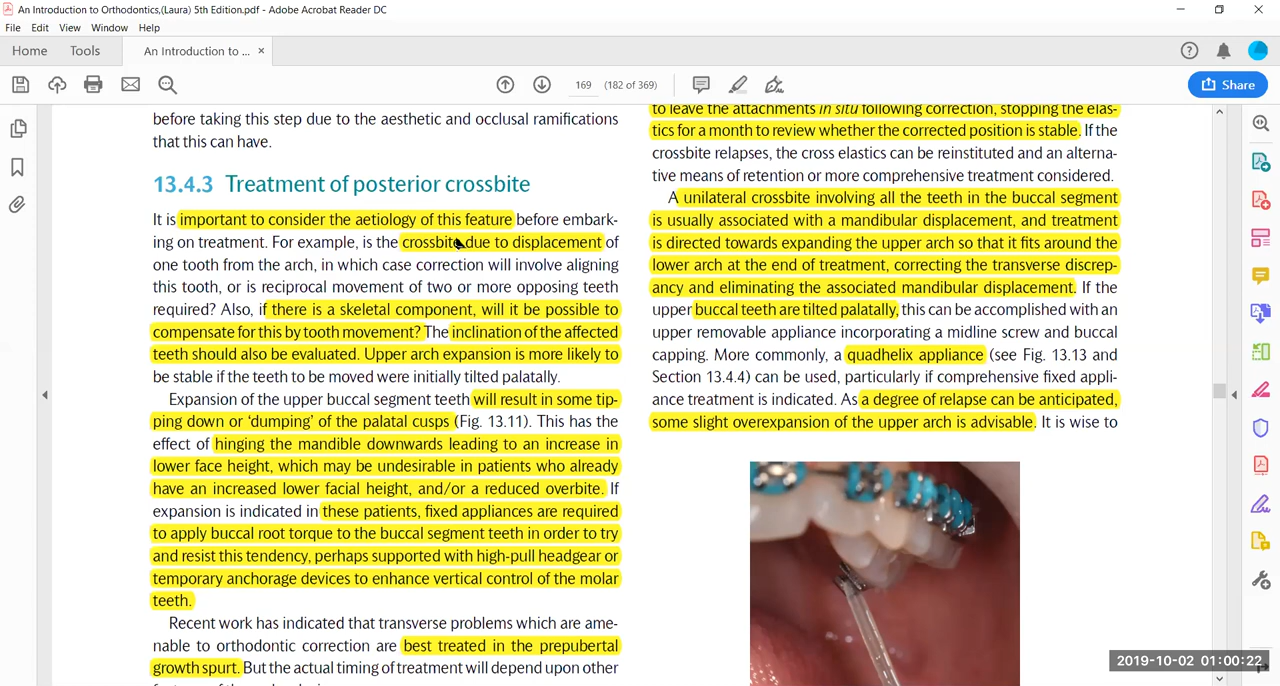 An Introduction to Orthodontics,(Laura) 5th Edition.pdf - Adobe Acrobat Reader DC
File Edit View Window Help
Home Tools An Introduction to ... ×
169 (182 of 369)
Share
before taking this step due to the aesthetic and occlusal ramifications
that this can have.
13.4.3 Treatment of posterior crossbite
It is important to consider the aetiology of this feature before embark-
ing on treatment. For example, is the crossbite due to displacement of
one tooth from the arch, in which case correction will involve aligning
this tooth, or is reciprocal movement of two or more opposing teeth
required? Also, if there is a skeletal component, will it be possible to
compensate for this by tooth movement? The inclination of the affected
teeth should also be evaluated. Upper arch expansion is more likely to
be stable if the teeth to be moved were initially tilted palatally.
Expansion of the upper buccal segment teeth will result in some tip-
ping down or ‘dumping’ of the palatal cusps (Fig. 13.11). This has the
effect of hinging the mandible downwards leading to an increase in
lower face height, which may be undesirable in patients who already
have an increased lower facial height, and/or a reduced overbite. If
expansion is indicated in these patients, fixed appliances are required
to apply buccal root torque to the buccal segment teeth in order to try
and resist this tendency, perhaps supported with high-pull headgear or
temporary anchorage devices to enhance vertical control of the molar
teeth.
Recent work has indicated that transverse problems which are ame-
nable to orthodontic correction are best treated in the prepubertal
growth spurt. But the actual timing of treatment will depend upon other
to leave the attachments in situ following correction, stopping the elas-
tics for a month to review whether the corrected position is stable. If the
crossbite relapses, the cross elastics can be reinstituted and an alterna-
tive means of retention or more comprehensive treatment considered.
A unilateral crossbite involving all the teeth in the buccal segment
is usually associated with a mandibular displacement, and treatment
is directed towards expanding the upper arch so that it fits around the
lower arch at the end of treatment, correcting the transverse discrep-
ancy and eliminating the associated mandibular displacement. If the
upper buccal teeth are tilted palatally, this can be accomplished with an
upper removable appliance incorporating a midline screw and buccal
capping. More commonly, a quadhelix appliance (see Fig. 13.13 and
Section 13.4.4) can be used, particularly if comprehensive fixed appli-
ance treatment is indicated. As a degree of relapse can be anticipated,
some slight overexpansion of the upper arch is advisable. It is wise to
2019-10-02 01:00:22